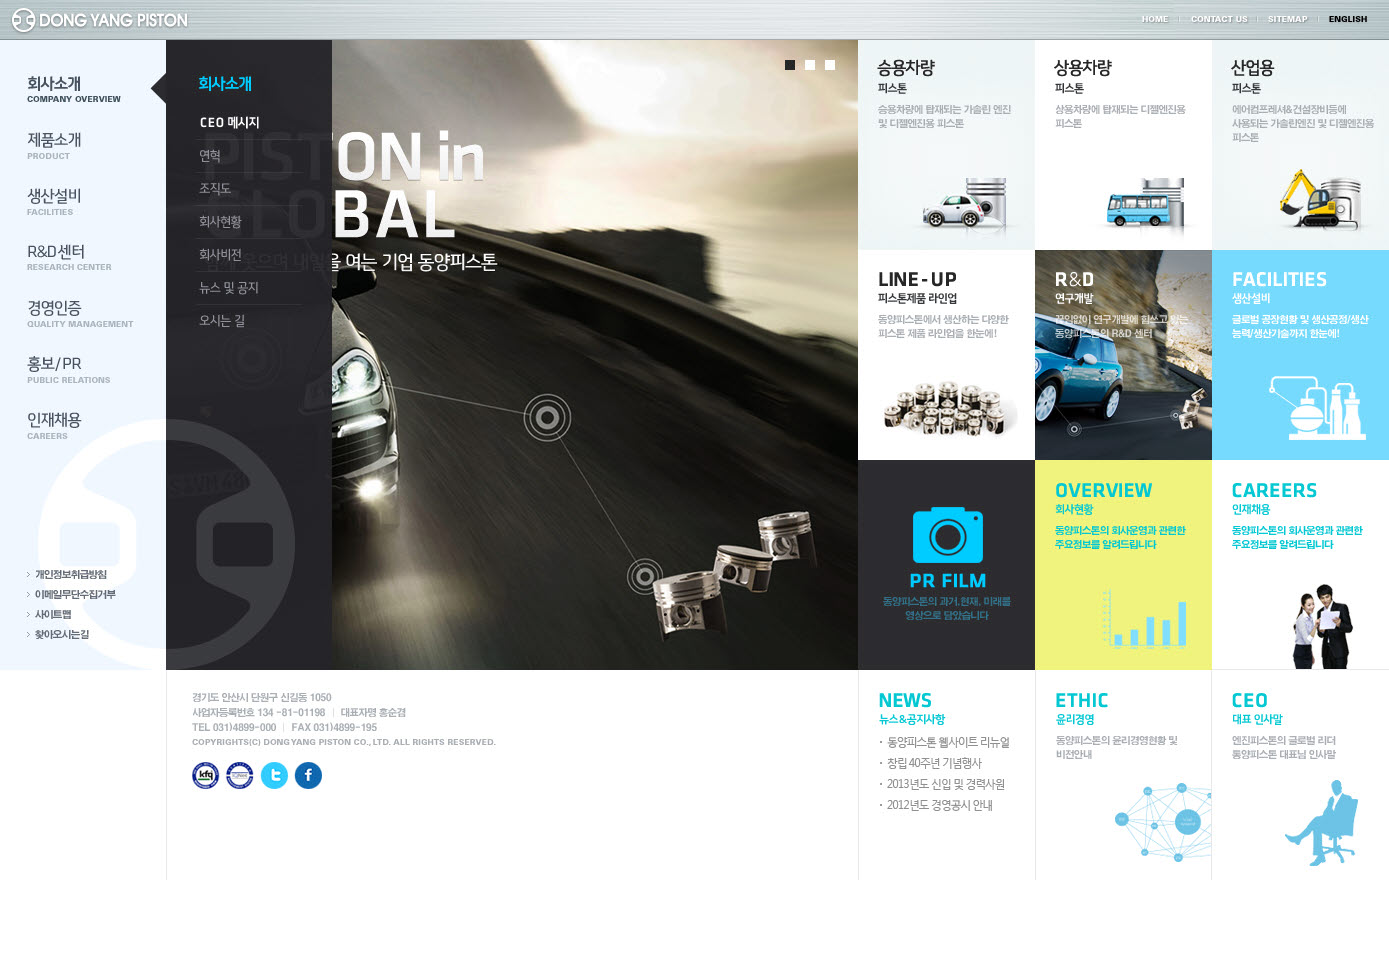 DONG YANG PISTON
HOME
CONTACT US
SITEMAP
ENGLISH
회사소개
COMPANY OVERVIEW
제품소개
PRODUCT
생산설비
FACILITIES
R&D센터
RESEARCH CENTER
경영인증
QUALITY MANAGEMENT
홍보/PR
PUBLIC RELATIONS
인재채용
CAREERS
개인정보취급방침
이메일무단수집거부
사이트맵
찾아오시는길
회사소개
CEO 메시지
연혁
조직도
회사현황
회사비전
뉴스 및 공지
오시는 길
PISTON in
GLOBAL
여는 기업 동양피스톤
승용차량
피스톤
승용차량에 탑재되는 가솔린 엔진
및 디젤엔진용 피스톤
상용차량
피스톤
상용차량에 탑재되는 디젤엔진용
피스톤
산업용
피스톤
에어컴프레셔&건설장비등에
사용되는 가솔린엔진 및 디젤엔진용
피스톤
LINE-UP
피스톤제품 라인업
동양피스톤에서 생산하는 다양한
피스톤 제품 라인업을 한눈에!
R&D
연구개발
끊임없이 연구개발에 힘쓰고 있는
동양피스톤의 R&D 센터
FACILITIES
생산설비
글로벌 공장현황 및 생산공정/생산
능력/생산기술까지 한눈에!
PR FILM
동양피스톤의 과거,현재, 미래를
영상으로 담았습니다
OVERVIEW
회사현황
동양피스톤의 회사운영과 관련한
주요정보를 알려드립니다
CAREERS
인재채용
동양피스톤의 회사운영과 관련한
주요정보를 알려드립니다
경기도 안산시 단원구 신길동 1050
사업자등록번호 134 -81-01198 | 대표자명 홍순겸
TEL 031)4899-000 | FAX 031)4899-195
COPYRIGHTS(C) DONG YANG PISTON CO., LTD. ALL RIGHTS RESERVED.
kfq
NEWS
뉴스&공지사항
· 동양피스톤 웹사이트 리뉴얼
· 창립 40주년 기념행사
· 2013년도 신입 및 경력사원
· 2012년도 경영공시 안내
ETHIC
윤리경영
동양피스톤의 윤리경영현황 및
비전안내
CEO
대표 인사말
엔진피스톤의 글로벌 리더
동양피스톤 대표님 인사말